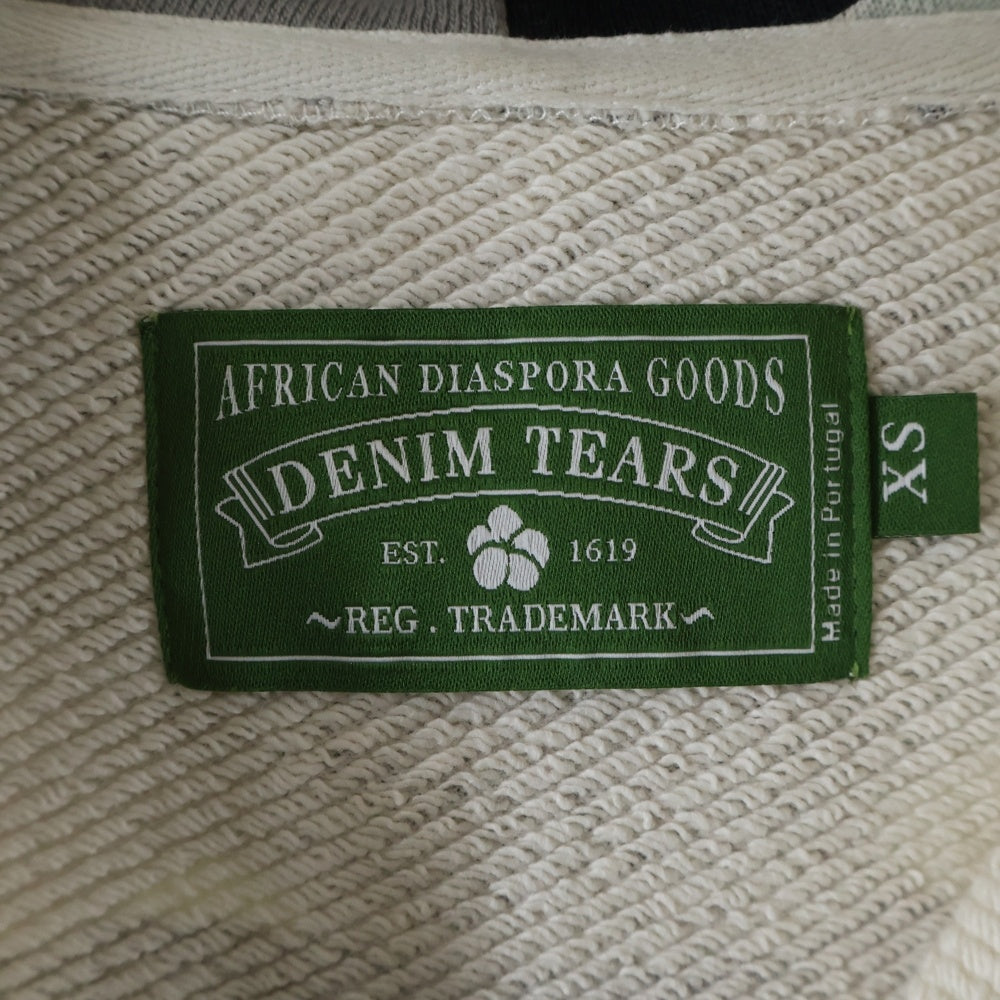 AFRICAN DIASPORA GOODS
DENIM TEARS
EST. 1619
~REG. TRADEMARK~
Made in Portugal
XS